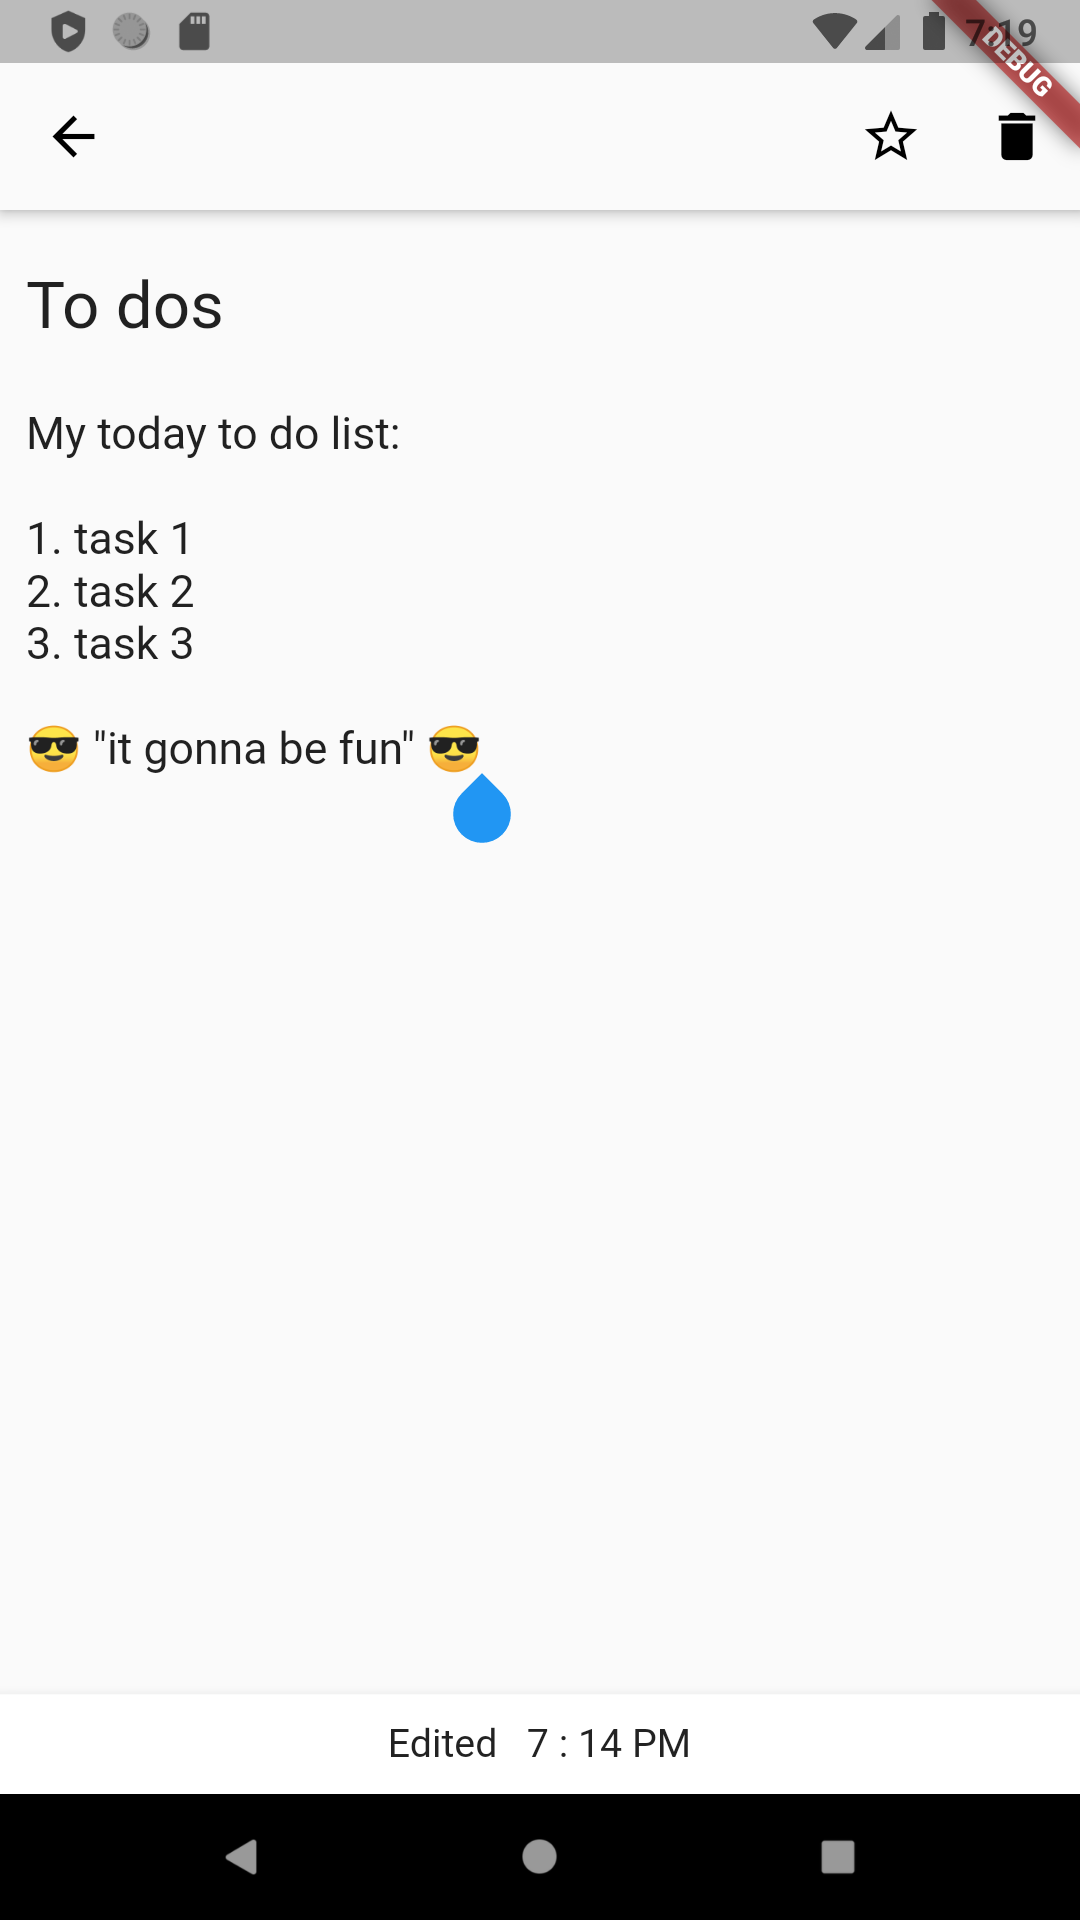 7:19
DEBUG
To dos
My today to do list:
1. task 1
2. task 2
3. task 3
😎 "it gonna be fun" 😎
Edited 7 : 14 PM